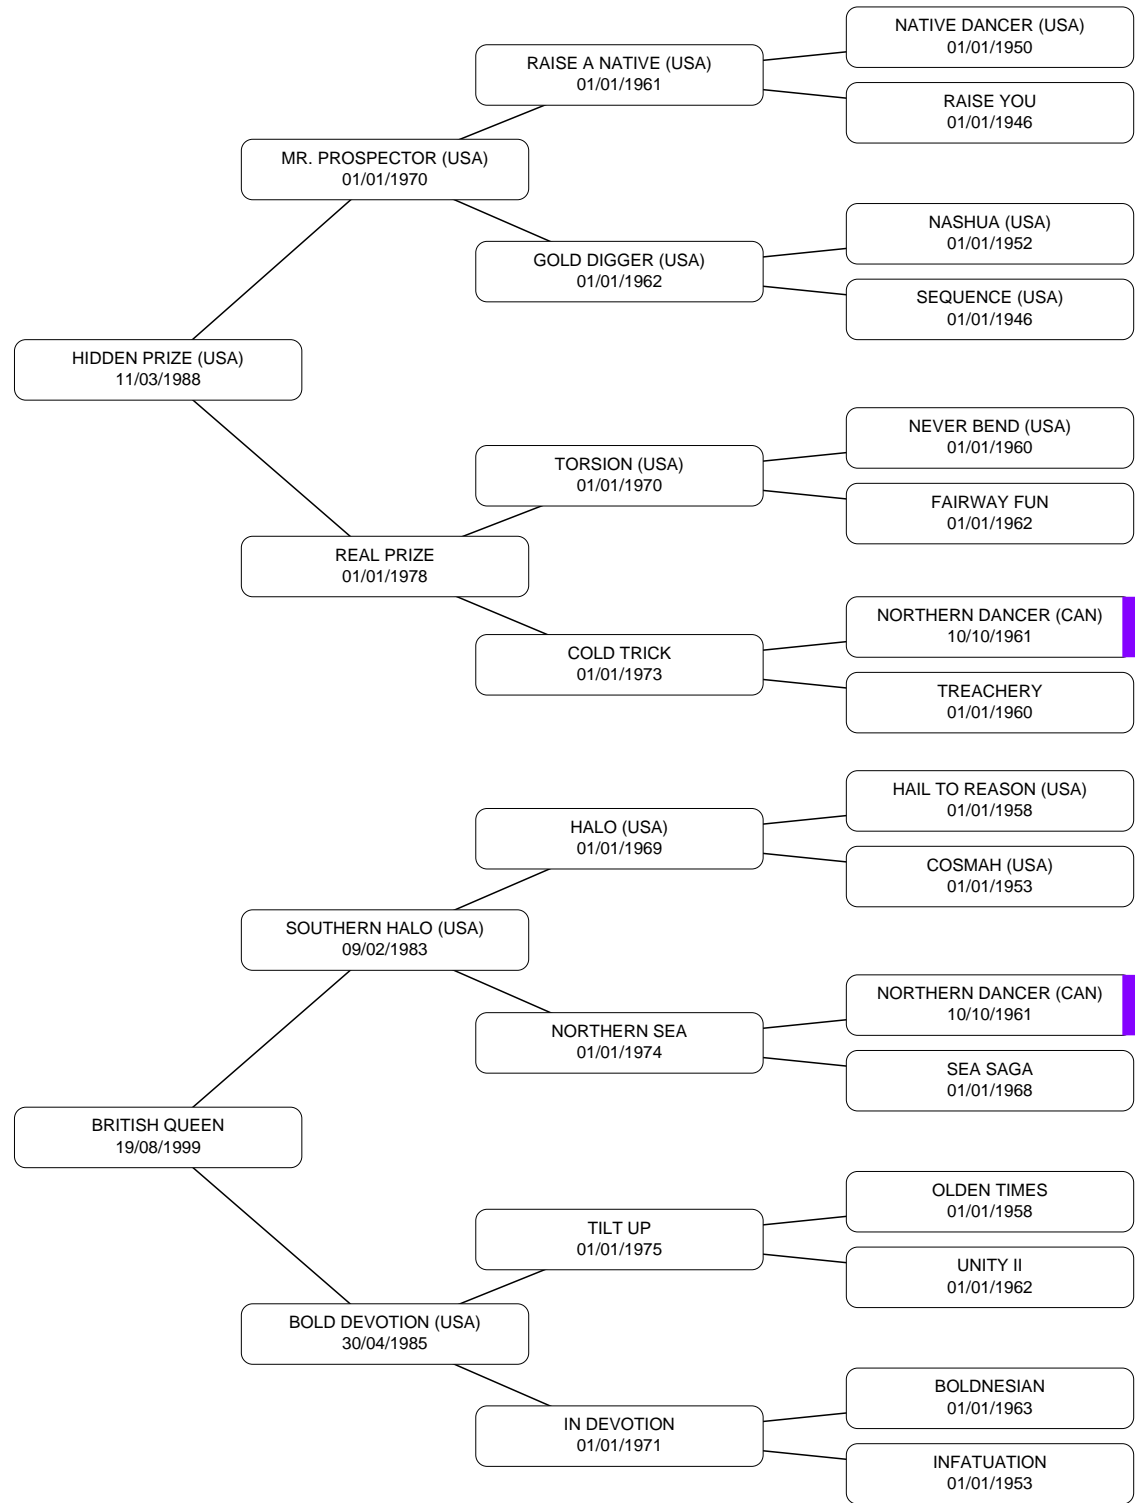 NATIVE DANCER (USA)
01/01/1950
RAISE A NATIVE (USA)
01/01/1961
RAISE YOU
01/01/1946
MR. PROSPECTOR (USA)
01/01/1970
NASHUA (USA)
01/01/1952
GOLD DIGGER (USA)
01/01/1962
SEQUENCE (USA)
01/01/1946
HIDDEN PRIZE (USA)
11/03/1988
NEVER BEND (USA)
01/01/1960
TORSION (USA)
01/01/1970
FAIRWAY FUN
01/01/1962
REAL PRIZE
01/01/1978
NORTHERN DANCER (CAN)
10/10/1961
COLD TRICK
01/01/1973
TREACHERY
01/01/1960
HAIL TO REASON (USA)
01/01/1958
HALO (USA)
01/01/1969
COSMAH (USA)
01/01/1953
SOUTHERN HALO (USA)
09/02/1983
NORTHERN DANCER (CAN)
10/10/1961
NORTHERN SEA
01/01/1974
SEA SAGA
01/01/1968
BRITISH QUEEN
19/08/1999
OLDEN TIMES
01/01/1958
TILT UP
01/01/1975
UNITY II
01/01/1962
BOLD DEVOTION (USA)
30/04/1985
BOLDNESIAN
01/01/1963
IN DEVOTION
01/01/1971
INFATUATION
01/01/1953